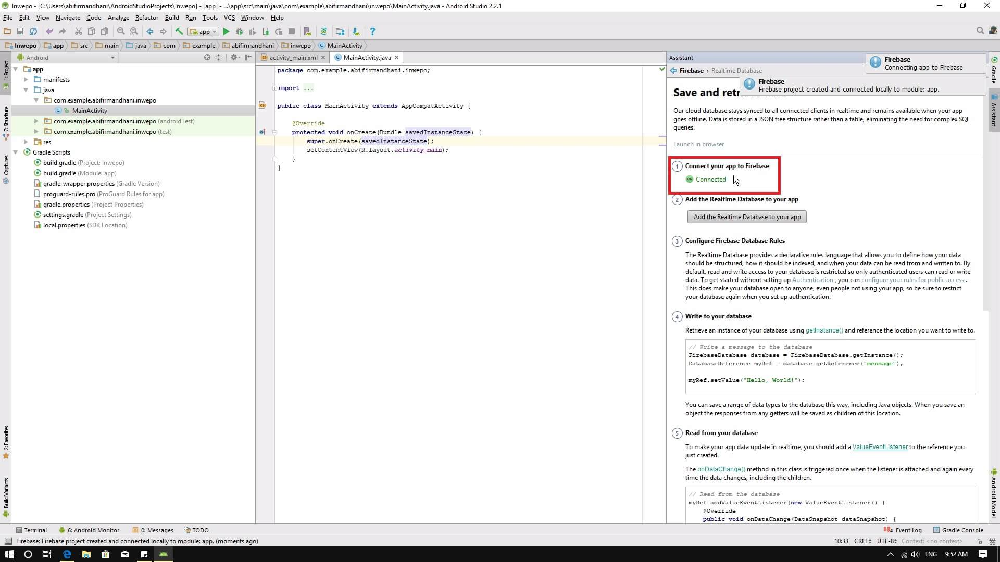 Inwepo - [C:\Users\abifirmandhani\AndroidStudioProjects\Inwepo] - [app] - ...\app\src\main\java\com\example\abifirmandhani\inwepo\MainActivity.java - Android Studio 2.2.1
File Edit View Navigate Code Analyze Refactor Build Run Tools VCS Window Help
app
Inwepo app src main java com example abifirmandhani inwepo MainActivity
1: Project
7: Structure
Captures
2: Favorites
Build Variants
Android
app
manifests
java
com.example.abifirmandhani.inwepo
MainActivity
com.example.abifirmandhani.inwepo (androidTest)
com.example.abifirmandhani.inwepo (test)
res
Gradle Scripts
build.gradle (Project: Inwepo)
build.gradle (Module: app)
gradle-wrapper.properties (Gradle Version)
proguard-rules.pro (ProGuard Rules for app)
gradle.properties (Project Properties)
settings.gradle (Project Settings)
local.properties (SDK Location)
activity_main.xml MainActivity.java
package com.example.abifirmandhani.inwepo;
import ...
public class MainActivity extends AppCompatActivity {
@Override
protected void onCreate(Bundle savedInstanceState) {
super.onCreate(savedInstanceState);
setContentView(R.layout.activity_main);
}
}
Assistant
Firebase
Connecting app to Firebase
Firebase › Realtime Database
Firebase
Firebase project created and connected locally to module: app.
Save and retr
Our cloud database stays synced to all connected clients in realtime and remains available when your app
goes offline. Data is stored in a JSON tree structure rather than a table, eliminating the need for complex SQL
queries.
Launch in browser
1 Connect your app to Firebase
OK Connected
2 Add the Realtime Database to your app
Add the Realtime Database to your app
3 Configure Firebase Database Rules
The Realtime Database provides a declarative rules language that allows you to define how your data
should be structured, how it should be indexed, and when your data can be read from and written to. By
default, read and write access to your database is restricted so only authenticated users can read or write
data. To get started without setting up Authentication , you can configure your rules for public access .
This does make your database open to anyone, even people not using your app, so be sure to restrict
your database again when you set up authentication.
4 Write to your database
Retrieve an instance of your database using getInstance() and reference the location you want to write to.
// Write a message to the database
FirebaseDatabase database = FirebaseDatabase.getInstance();
DatabaseReference myRef = database.getReference("message");
myRef.setValue("Hello, World!");
You can save a range of data types to the database this way, including Java objects. When you save an
object the responses from any getters will be saved as children of this location.
5 Read from your database
To make your app data update in realtime, you should add a ValueEventListener to the reference you
just created.
The onDataChange() method in this class is triggered once when the listener is attached and again every
time the data changes, including the children.
// Read from the database
myRef.addValueEventListener(new ValueEventListener() {
@Override
public void onDataChange(DataSnapshot dataSnapshot) {
Gradle
Assistant
Android Model
Terminal 6: Android Monitor 0: Messages TODO 4 Event Log Gradle Console
Firebase: Firebase project created and connected locally to module: app. (moments ago) 10:33 CRLF UTF-8 Context: <no context>
ENG 9:52 AM